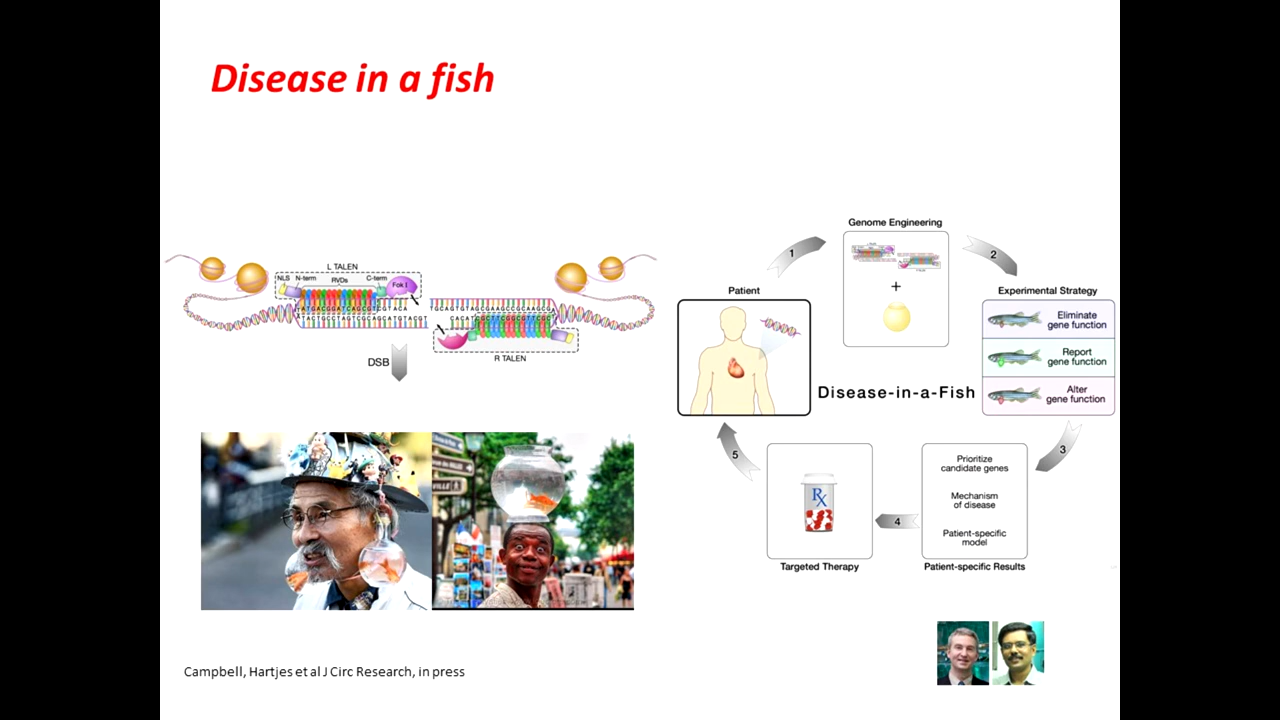 Disease in a fish
L TALEN
NLS N-term RVDs C-term Fok I
DSB
R TALEN
Genome Engineering
1
2
+
Patient
Experimental Strategy
Eliminate
gene function
Report
gene function
Alter
gene function
Disease-in-a-Fish
5
3
Prioritize
candidate genes
Mechanism
of disease
Patient-specific
model
4
RX
Targeted Therapy
Patient-specific Results
Campbell, Hartjes et al J Circ Research, in press